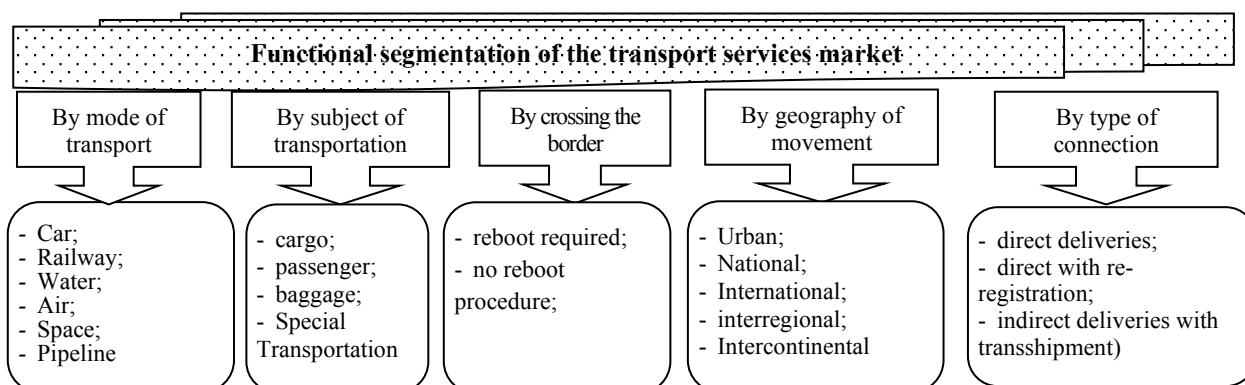 Functional segmentation of the transport services market
By mode of
transport
By subject of
transportation
By crossing the
border
By geography of
movement
By type of
connection
- Car;
- Railway;
- Water;
- Air;
- Space;
- Pipeline
- cargo;
- passenger;
- baggage;
- Special
Transportation
- reboot required;
- no reboot
procedure;
- Urban;
- National;
- International;
- interregional;
- Intercontinental
- direct deliveries;
- direct with re-
registration;
- indirect deliveries with
transshipment)